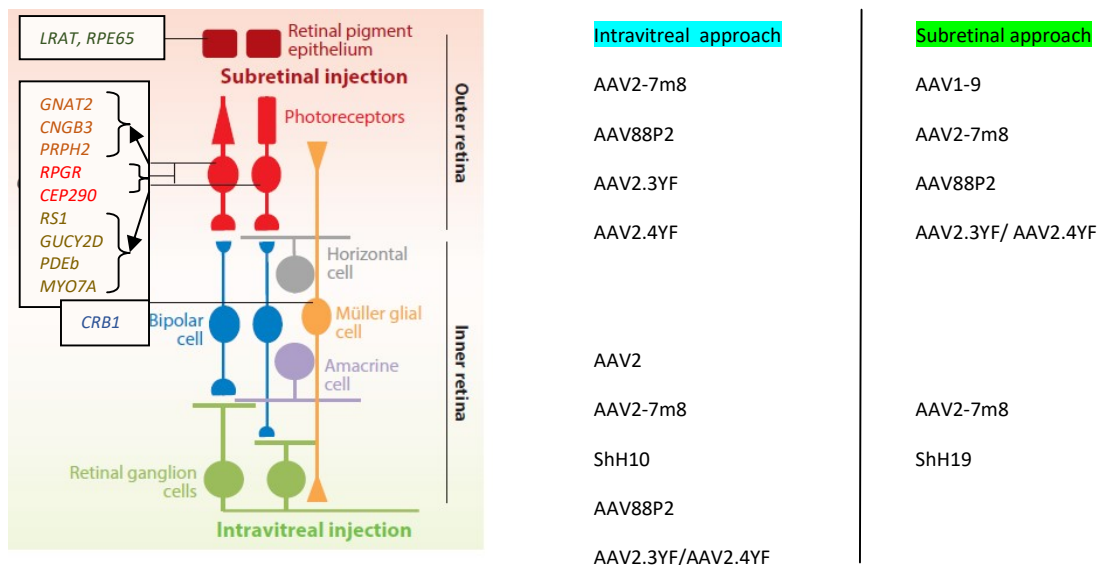 LRAT, RPE65
Retinal pigment
epithelium
Subretinal injection
GNAT2
CNGB3
PRPH2
RPGR
CEP290
RS1
GUCY2D
PDEb
MYO7A
Photoreceptors
Outer retina
Horizontal
cell
CRB1
Bipolar
cell
Müller glial
cell
Amacrine
cell
Inner retina
Retinal ganglion
cells
Intravitreal injection
Intravitreal approach
AAV2-7m8
AAV88P2
AAV2.3YF
AAV2.4YF
AAV2
AAV2-7m8
ShH10
AAV88P2
AAV2.3YF/AAV2.4YF
Subretinal approach
AAV1-9
AAV2-7m8
AAV88P2
AAV2.3YF/ AAV2.4YF
AAV2-7m8
ShH19